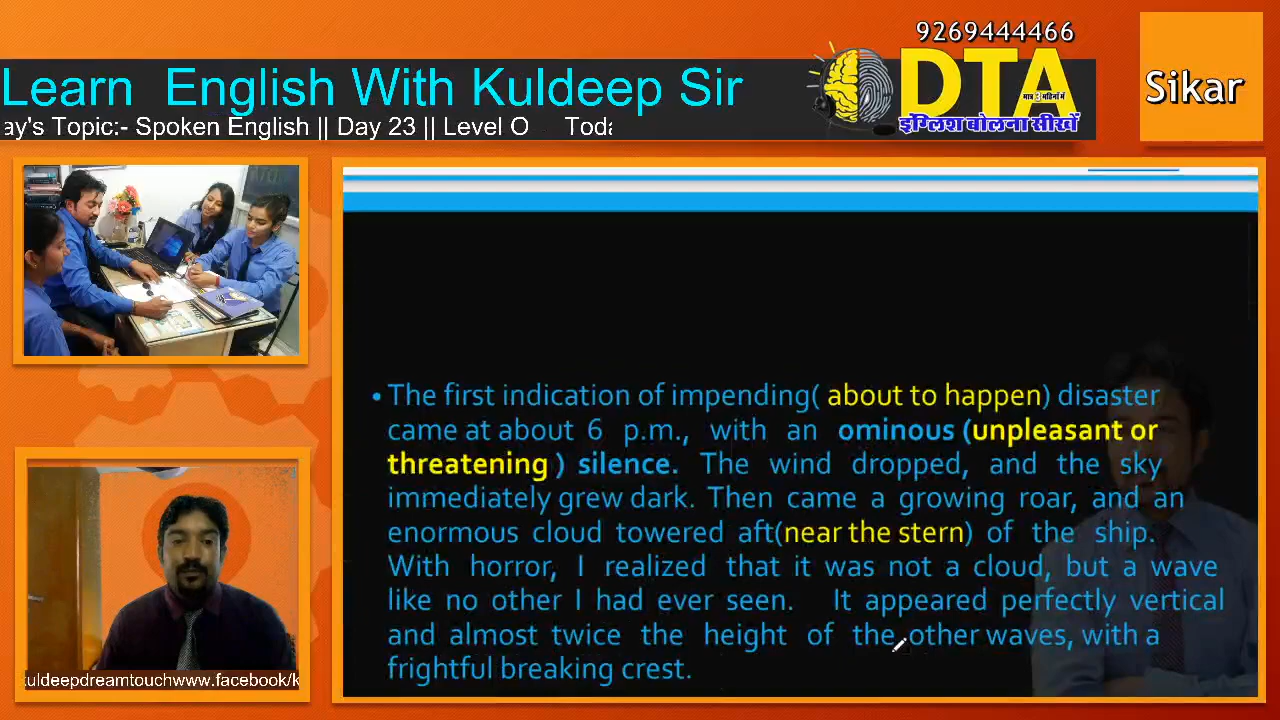 9269444466
Learn English With Kuldeep Sir
ay's Topic:- Spoken English || Day 23 || Level O Toda
DTA
मात्र 3 महिनों में
इंग्लिश बोलना सीखें
Sikar
• The first indication of impending( about to happen) disaster
came at about 6 p.m., with an ominous (unpleasant or
threatening ) silence. The wind dropped, and the sky
immediately grew dark. Then came a growing roar, and an
enormous cloud towered aft(near the stern) of the ship.
With horror, I realized that it was not a cloud, but a wave
like no other I had ever seen. It appeared perfectly vertical
and almost twice the height of the other waves, with a
frightful breaking crest.
kuldeepdreamtouchwww.facebook/k